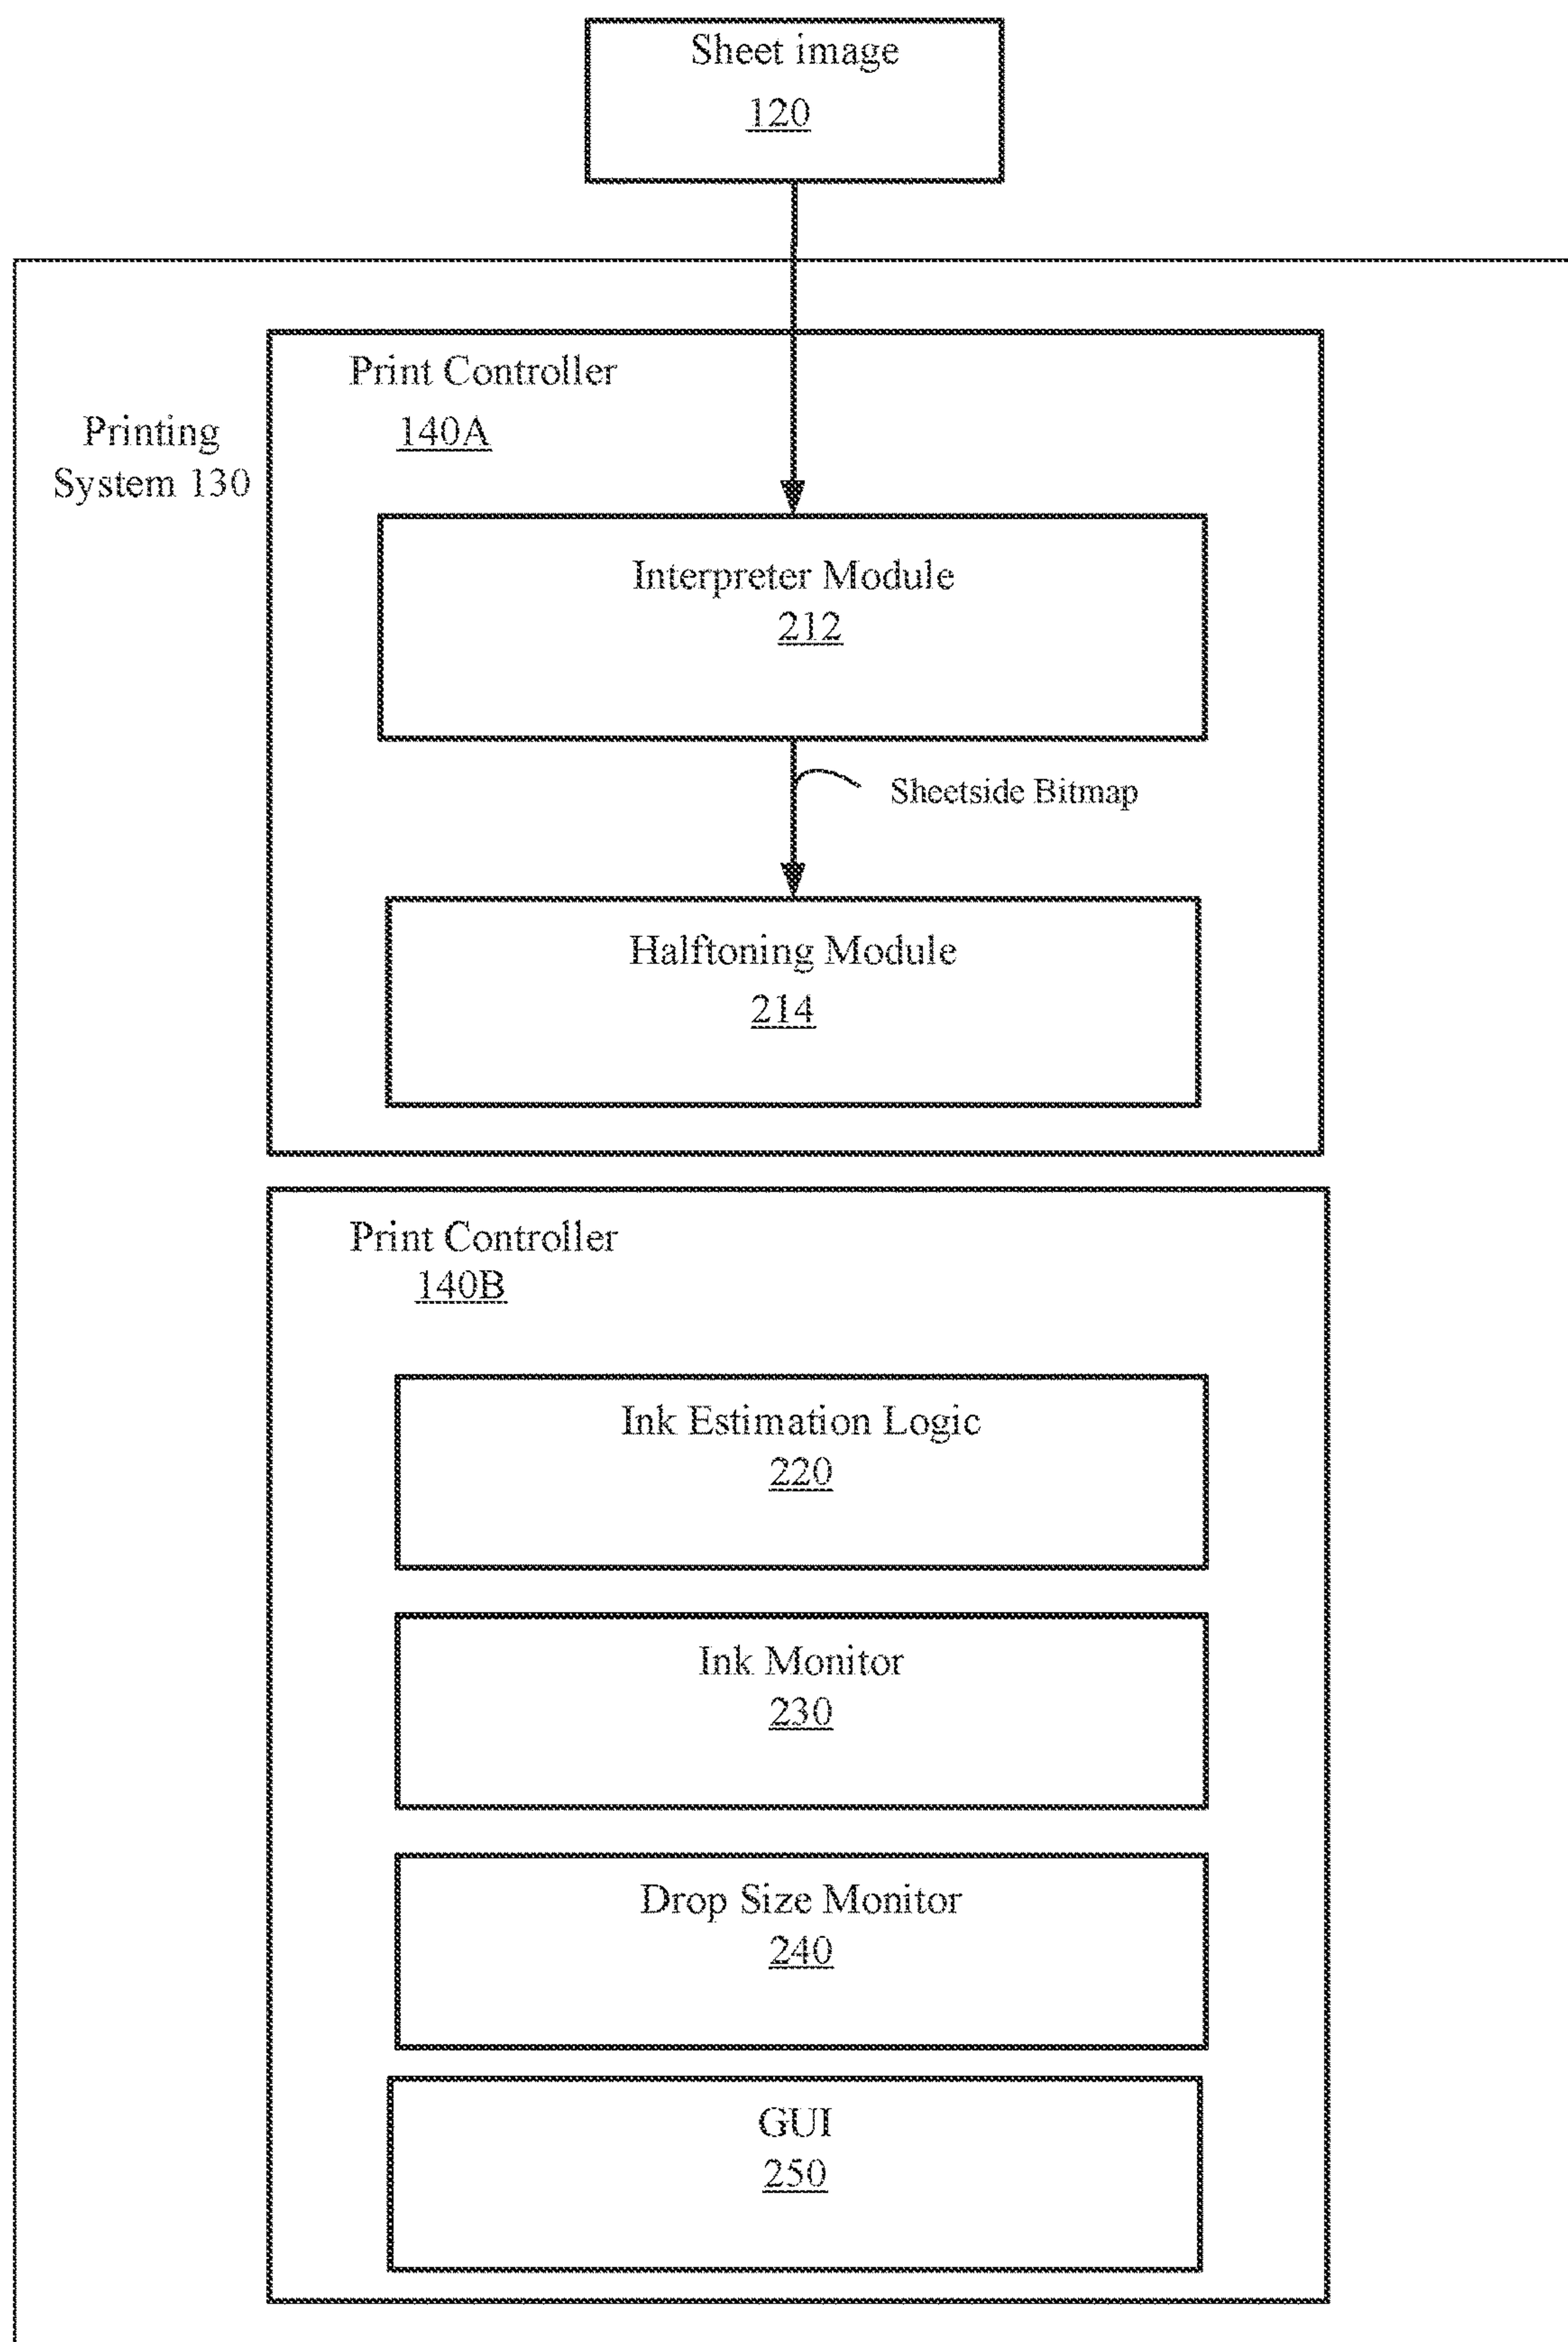 Sheet image
120
Print Controller
140A
Printing
System 130
Interpreter Module
212
Sheetside Bitmap
Halftoning Module
214
Print Controller
140B
Ink Estimation Logic
220
Ink Monitor
230
Drop Size Monitor
240
GUI
250